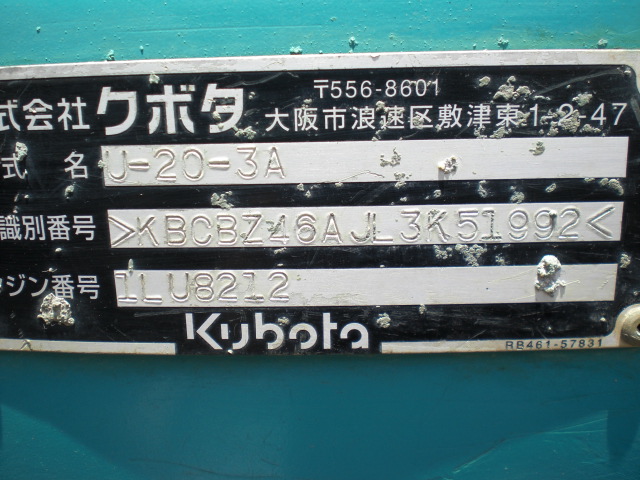 式会社クボタ
〒556-8601
大阪市浪速区敷津東1-2-47
式 名 U-20-3A
識別番号 >KBCBZ46AJL3K51992<
ジン番号 1LU8212
Kubota
RB461-57831